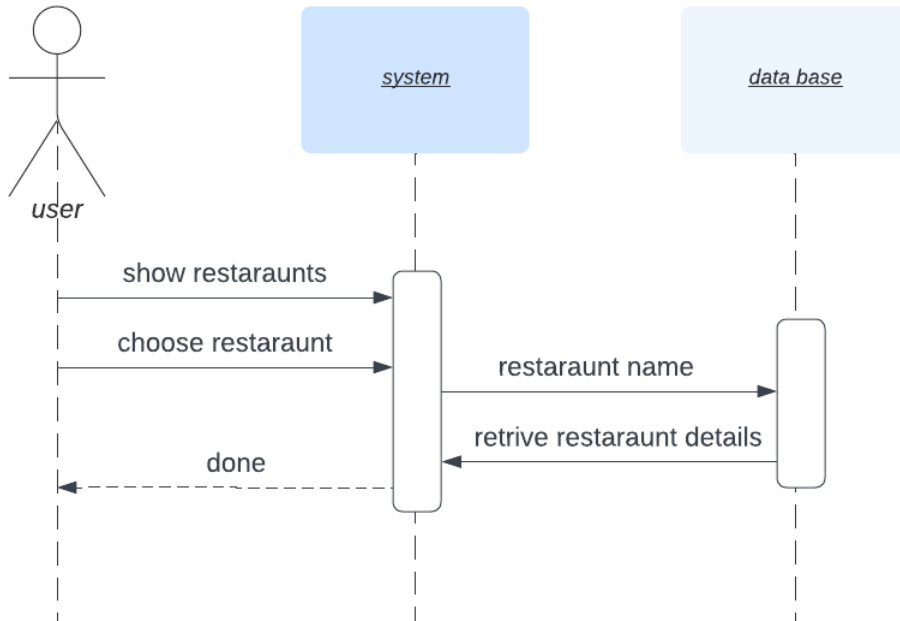 system
data base
user
show restaraunts
choose restaraunt
restaraunt name
retrive restaraunt details
done